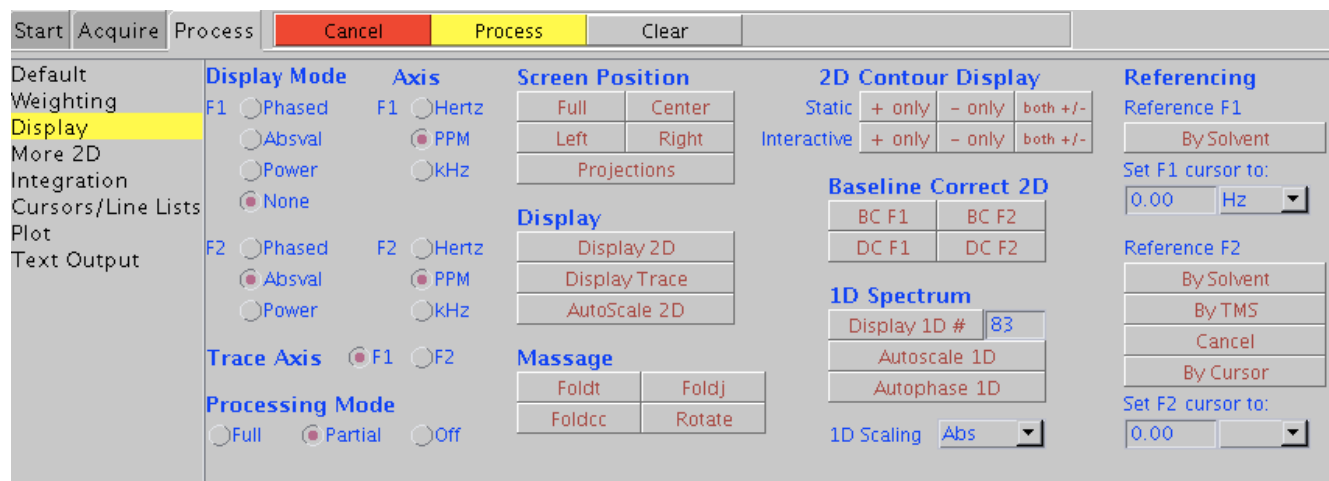 Start Acquire Process Cancel Process Clear
Default
Weighting
Display
More 2D
Integration
Cursors/Line Lists
Plot
Text Output
Display Mode Axis
F1 Phased F1 Hertz
Absval PPM
Power kHz
None
F2 Phased F2 Hertz
Absval PPM
Power kHz
Trace Axis F1 F2
Processing Mode
Full Partial Off
Screen Position
Full Center
Left Right
Projections
Display
Display 2D
Display Trace
AutoScale 2D
Massage
Foldt Foldj
Foldcc Rotate
2D Contour Display
Static + only - only both +/-
Interactive + only - only both +/-
Baseline Correct 2D
BC F1 BC F2
DC F1 DC F2
1D Spectrum
Display 1D # 83
Autoscale 1D
Autophase 1D
1D Scaling Abs
Referencing
Reference F1
By Solvent
Set F1 cursor to:
0.00 Hz
Reference F2
By Solvent
By TMS
Cancel
By Cursor
Set F2 cursor to:
0.00